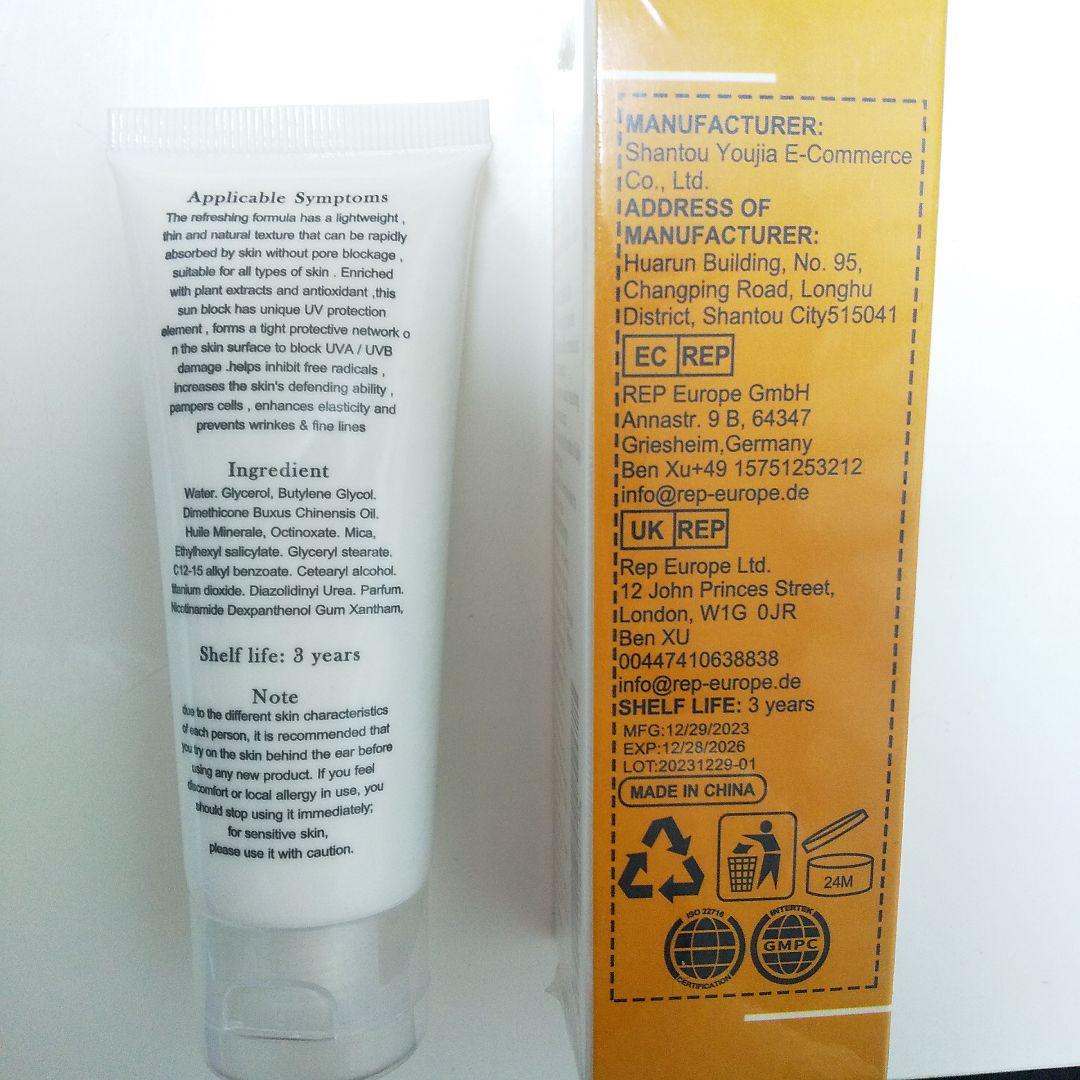 Applicable Symptoms
The refreshing formula has a lightweight ,
thin and natural texture that can be rapidly
absorbed by skin without pore blockage ,
suitable for all types of skin . Enriched
with plant extracts and antioxidant ,this
sun block has unique UV protection
element , forms a tight protective network o
n the skin surface to block UVA / UVB
damage .helps inhibit free radicals ,
increases the skin's defending ability ,
pampers cells , enhances elasticity and
prevents wrinkes & fine lines
Ingredient
Water. Glycerol, Butylene Glycol.
Dimethicone Buxus Chinensis Oil.
Huile Minerale, Octinoxate. Mica,
Ethylhexyl salicylate. Glyceryl stearate.
C12-15 alkyl benzoate. Cetearyl alcohol.
titanium dioxide. Diazolidinyi Urea. Parfum.
Nicotinamide Dexpanthenol Gum Xantham,
Shelf life: 3 years
Note
due to the different skin characteristics
of each person, it is recommended that
you try on the skin behind the ear before
using any new product. If you feel
discomfort or local allergy in use, you
should stop using it immediately;
for sensitive skin,
please use it with caution.
MANUFACTURER:
Shantou Youjia E-Commerce
Co., Ltd.
ADDRESS OF
MANUFACTURER:
Huarun Building, No. 95,
Changping Road, Longhu
District, Shantou City515041
EC REP
REP Europe GmbH
Annastr. 9 B, 64347
Griesheim,Germany
Ben Xu+49 15751253212
info@rep-europe.de
UK REP
Rep Europe Ltd.
12 John Princes Street,
London, W1G 0JR
Ben XU
00447410638838
info@rep-europe.de
SHELF LIFE: 3 years
MFG:12/29/2023
EXP:12/28/2026
LOT:20231229-01
MADE IN CHINA
24M
ISO 22716
CERTIFICATION
INTERTEK
GMPC